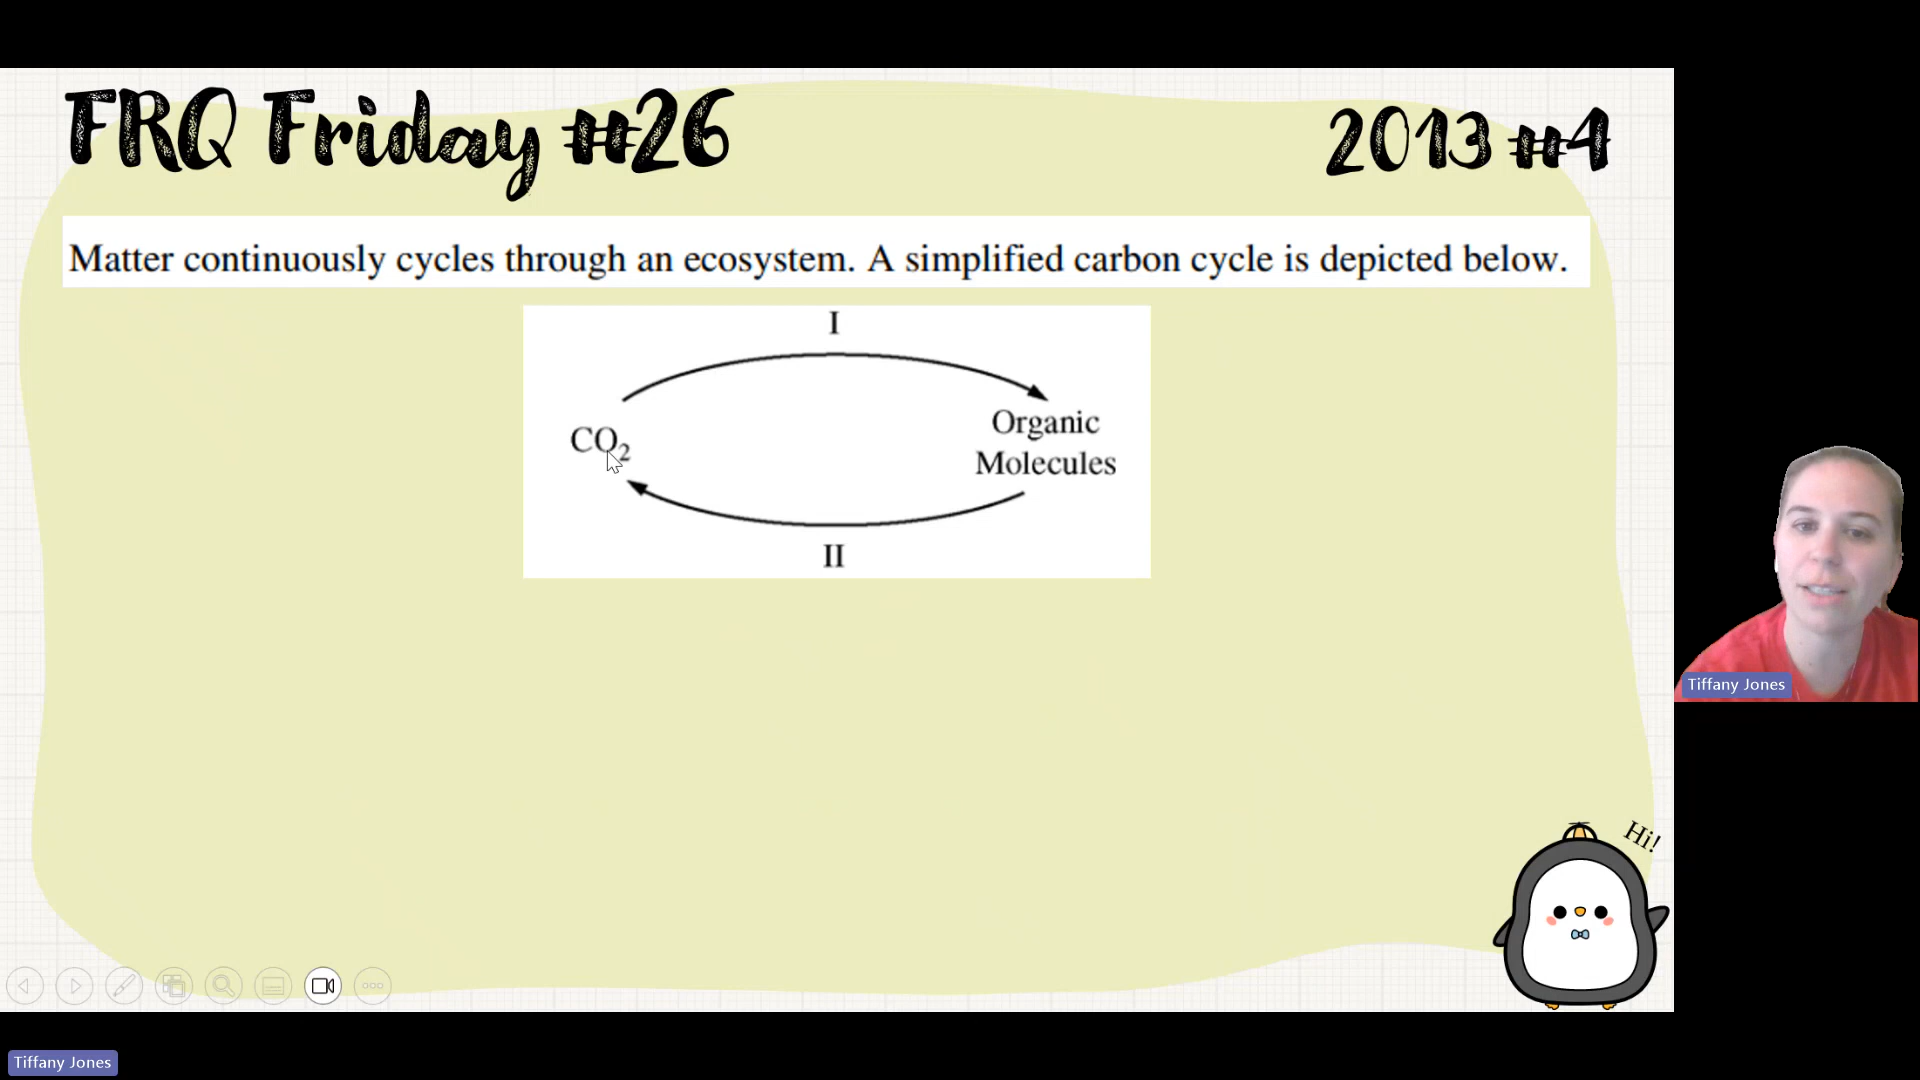 FRQ Friday #26
2013 #4
Matter continuously cycles through an ecosystem. A simplified carbon cycle is depicted below.
I
CO₂
Organic
Molecules
II
Tiffany Jones
Hi!
Tiffany Jones